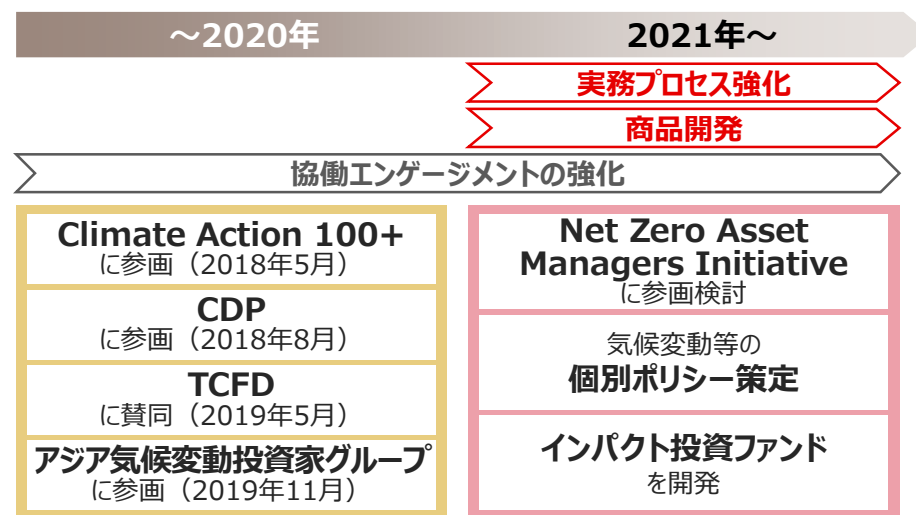 ～2020年
2021年～
実務プロセス強化
商品開発
協働エンゲージメントの強化
Climate Action 100+
に参画（2018年5月）
CDP
に参画（2018年8月）
TCFD
に賛同（2019年5月）
アジア気候変動投資家グループ
に参画（2019年11月）
Net Zero Asset
Managers Initiative
に参画検討
気候変動等の
個別ポリシー策定
インパクト投資ファンド
を開発